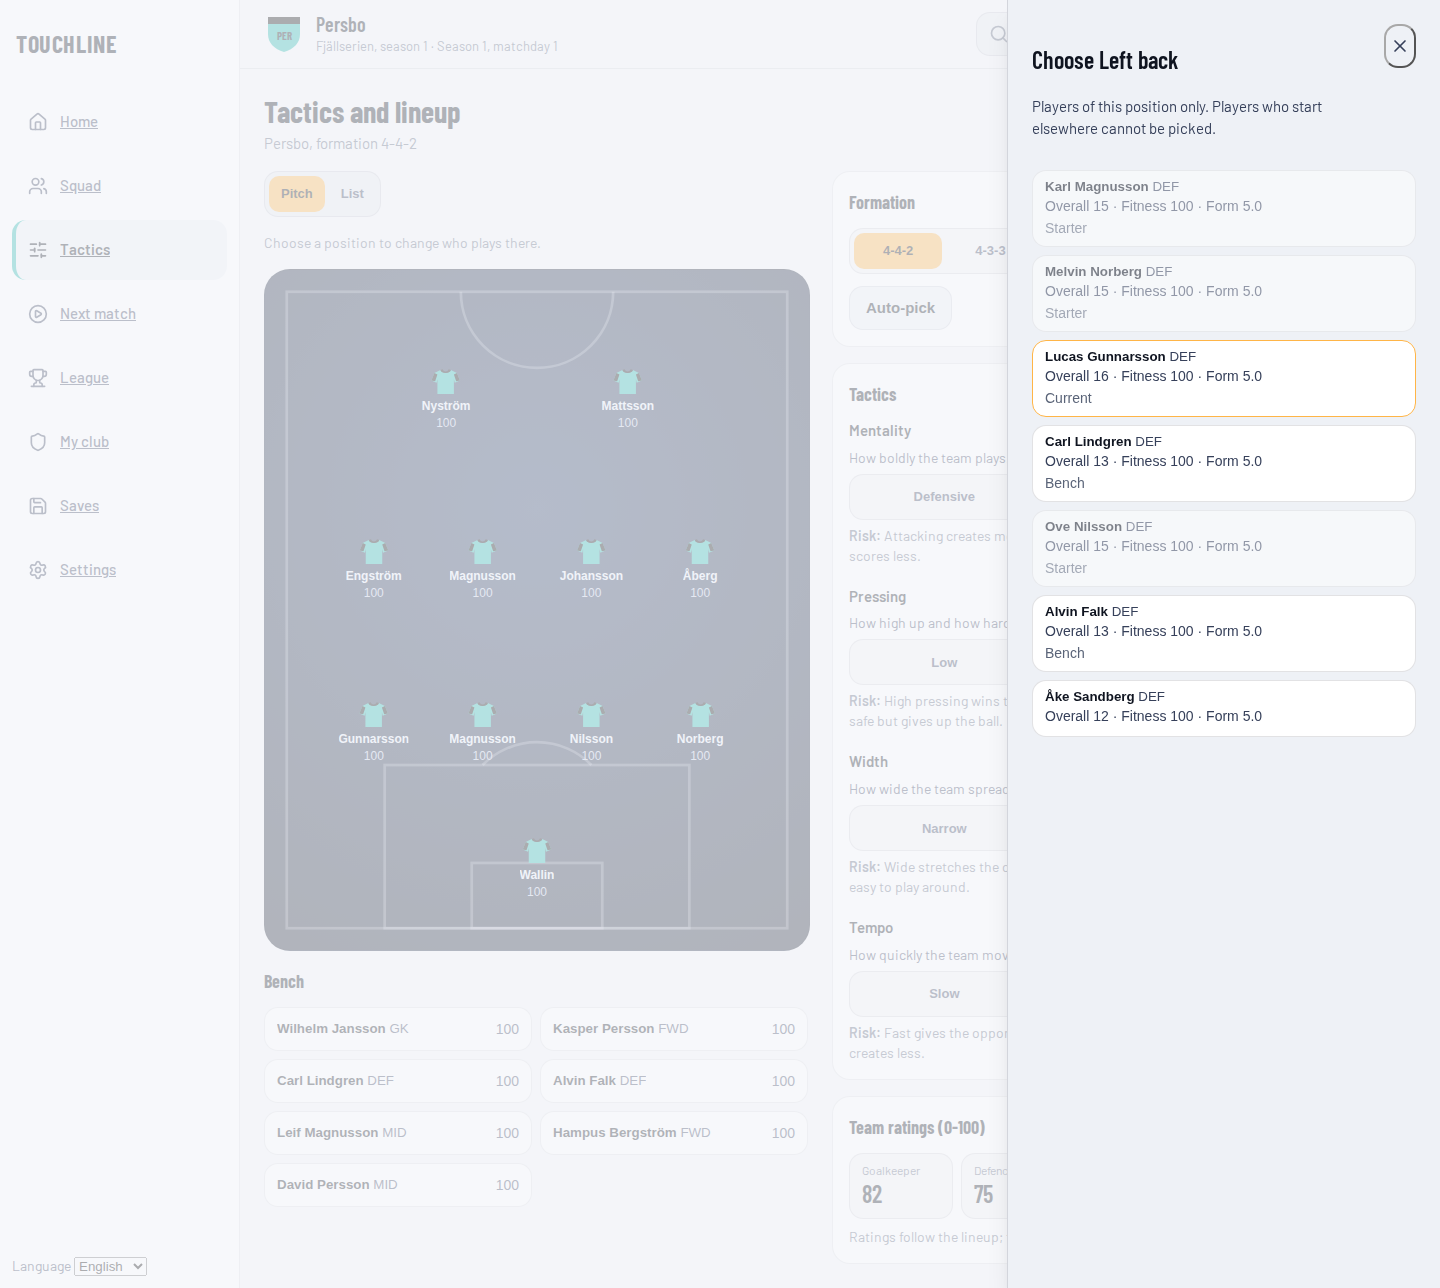 TOUCHLINE
Home
Squad
Tactics
Next match
League
My club
Saves
Settings
Language English
PER
Persbo
Fjällserien, season 1 · Season 1, matchday 1
Tactics and lineup
Persbo, formation 4-4-2
Pitch List
Choose a position to change who plays there.
Nyström Mattsson
100 100
Engström Magnusson Johansson Åberg
100 100 100 100
Gunnarsson Magnusson Nilsson Norberg
100 100 100 100
Wallin
100
Bench
Wilhelm Jansson GK 100 Kasper Persson FWD 100
Carl Lindgren DEF 100 Alvin Falk DEF 100
Leif Magnusson MID 100 Hampus Bergström FWD 100
David Persson MID 100
Formation
4-4-2 4-3-3
Auto-pick
Tactics
Mentality
How boldly the team plays
Defensive
Risk: Attacking creates
scores less.
Pressing
How high up and how
Low
Risk: High pressing wins
safe but gives up the ball.
Width
How wide the team
Narrow
Risk: Wide stretches the
easy to play around.
Tempo
How quickly the team
Slow
Risk: Fast gives the
creates less.
Team ratings (0-100)
Goalkeeper
82 75
Ratings follow the lineup;
Choose Left back
Players of this position only. Players who start
elsewhere cannot be picked.
Karl Magnusson DEF
Overall 15 · Fitness 100 · Form 5.0
Starter
Melvin Norberg DEF
Overall 15 · Fitness 100 · Form 5.0
Starter
Lucas Gunnarsson DEF
Overall 16 · Fitness 100 · Form 5.0
Current
Carl Lindgren DEF
Overall 13 · Fitness 100 · Form 5.0
Bench
Ove Nilsson DEF
Overall 15 · Fitness 100 · Form 5.0
Starter
Alvin Falk DEF
Overall 13 · Fitness 100 · Form 5.0
Bench
Åke Sandberg DEF
Overall 12 · Fitness 100 · Form 5.0